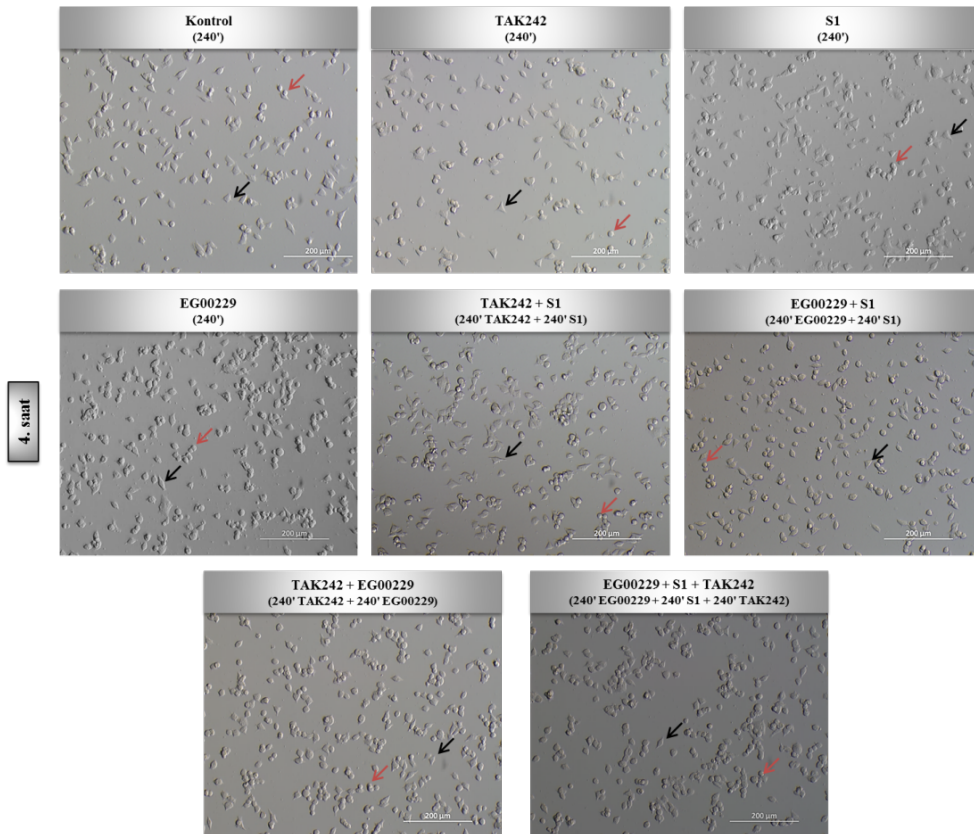 Kontrol
(240')
TAK242
(240')
S1
(240')
200 µm
200 µm
200 µm
EG00229
(240')
TAK242 + S1
(240' TAK242 + 240' S1)
EG00229 + S1
(240' EG00229 + 240' S1)
4. saat
200 µm
200 µm
200 µm
TAK242 + EG00229
(240' TAK242 + 240' EG00229)
EG00229 + S1 + TAK242
(240' EG00229 + 240' S1 + 240' TAK242)
200 µm
200 µm